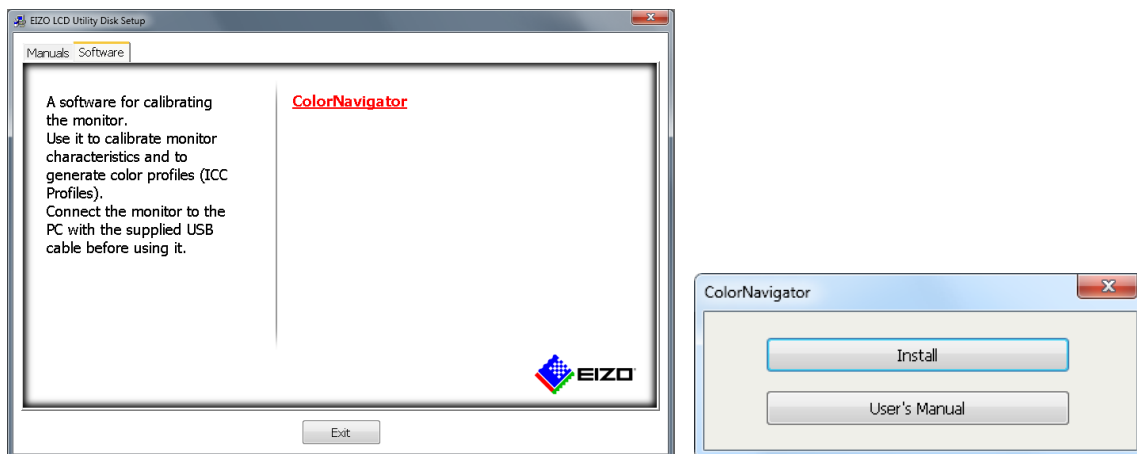 EIZO LCD Utility Disk Setup
Manuals Software
A software for calibrating
the monitor.
Use it to calibrate monitor
characteristics and to
generate color profiles (ICC
Profiles).
Connect the monitor to the
PC with the supplied USB
cable before using it.
ColorNavigator
EIZO
Exit
ColorNavigator
Install
User's Manual